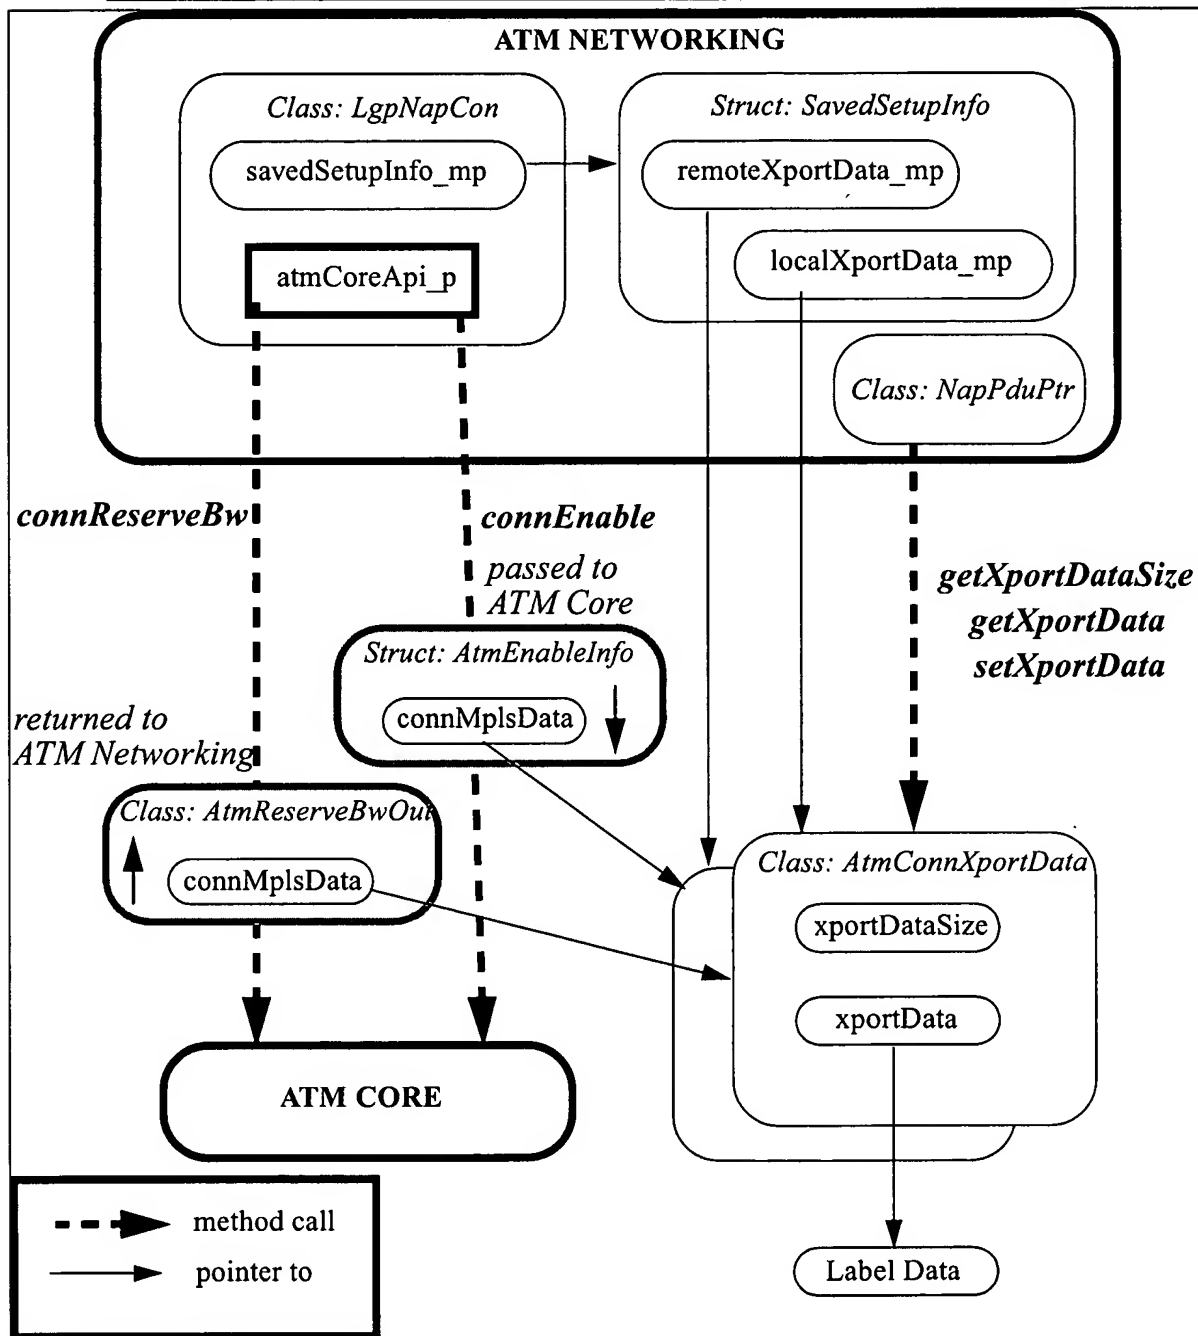 ATM NETWORKING
Class: LgpNapCon
savedSetupInfo_mp
atmCoreApi_p
Struct: SavedSetupInfo
remoteXportData_mp
localXportData_mp
Class: NapPduPtr
connReserveBw
connEnable
passed to
ATM Core
getXportDataSize
getXportData
setXportData
Struct: AtmEnableInfo
connMplsData
returned to
ATM Networking
Class: AtmReserveBwOut
connMplsData
Class: AtmConnXportData
xportDataSize
xportData
ATM CORE
method call
pointer to
Label Data